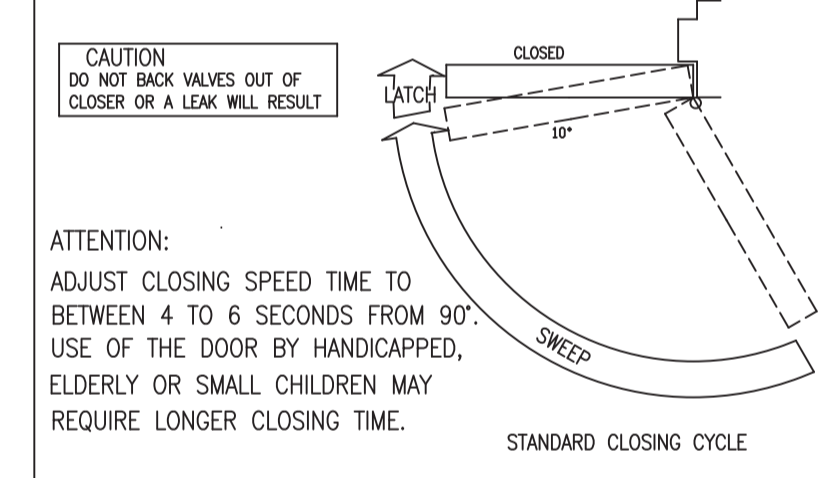 CAUTION
DO NOT BACK VALVES OUT OF
CLOSER OR A LEAK WILL RESULT
CLOSED
LATCH
10°
ATTENTION:
ADJUST CLOSING SPEED TIME TO
BETWEEN 4 TO 6 SECONDS FROM 90°.
USE OF THE DOOR BY HANDICAPPED,
ELDERLY OR SMALL CHILDREN MAY
REQUIRE LONGER CLOSING TIME.
SWEEP
STANDARD CLOSING CYCLE